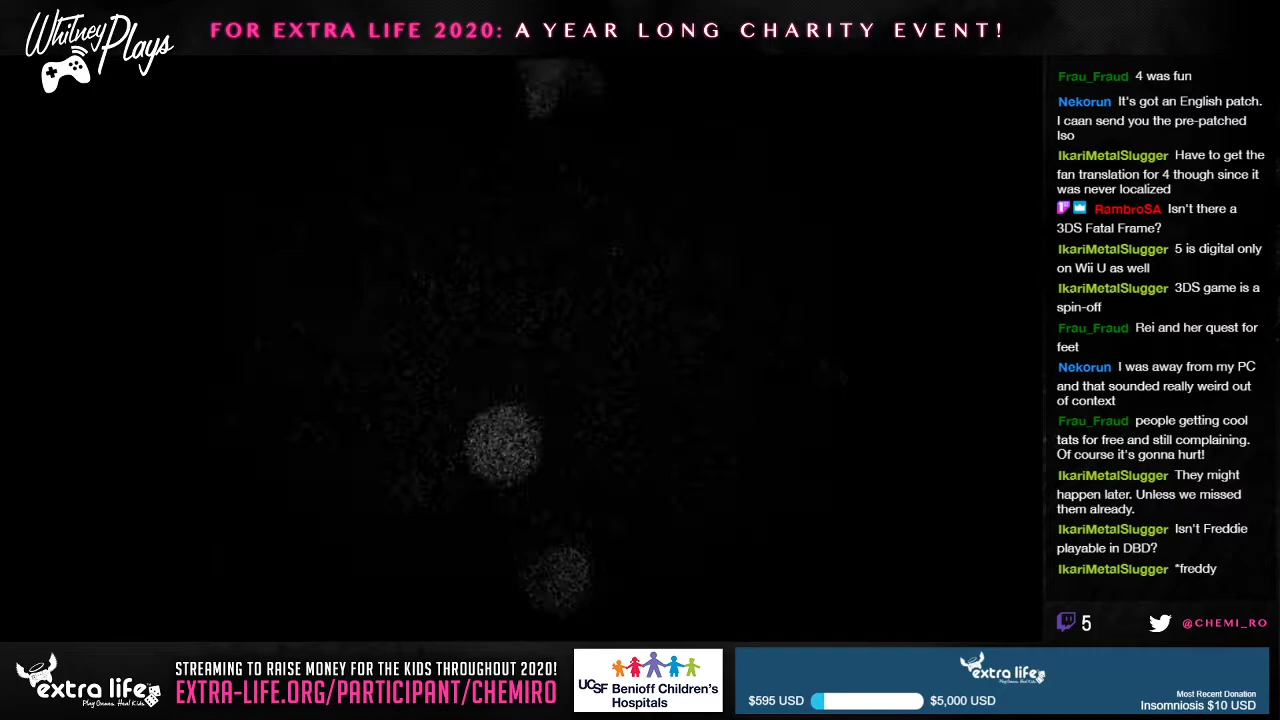 Whitney Plays
FOR EXTRA LIFE 2020: A YEAR LONG CHARITY EVENT!
Frau_Fraud 4 was fun
Nekorun It's got an English patch.
I caan send you the pre-patched
Iso
IkariMetalSlugger Have to get the
fan translation for 4 though since it
was never localized
RambroSA Isn't there a
3DS Fatal Frame?
IkariMetalSlugger 5 is digital only
on Wii U as well
IkariMetalSlugger 3DS game is a
spin-off
Frau_Fraud Rei and her quest for
feet
Nekorun I was away from my PC
and that sounded really weird out
of context
Frau_Fraud people getting cool
tats for free and still complaining.
Of course it's gonna hurt!
IkariMetalSlugger They might
happen later. Unless we missed
them already.
IkariMetalSlugger Isn't Freddie
playable in DBD?
IkariMetalSlugger *freddy
5
@CHEMI_RO
extra life
Play Games. Heal Kids.
STREAMING TO RAISE MONEY FOR THE KIDS THROUGHOUT 2020!
EXTRA-LIFE.ORG/PARTICIPANT/CHEMIRO
UCSF Benioff Children's
Hospitals
extra life
Play Games. Heal Kids.
$595 USD
$5,000 USD
Most Recent Donation
Insomniosis $10 USD